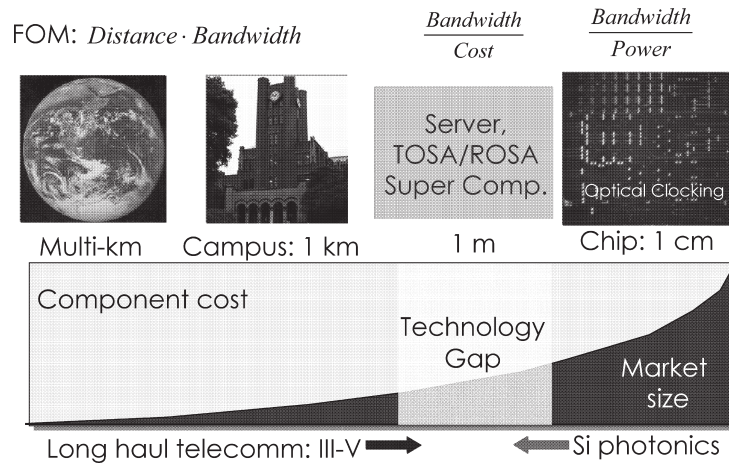 FOM: Distance · Bandwidth
Bandwidth
Cost
Bandwidth
Power
Server,
TOSA/ROSA
Super Comp.
Optical Clocking
Multi-km
Campus: 1 km
1 m
Chip: 1 cm
Component cost
Technology
Gap
Market
size
Long haul telecomm: III-V
Si photonics